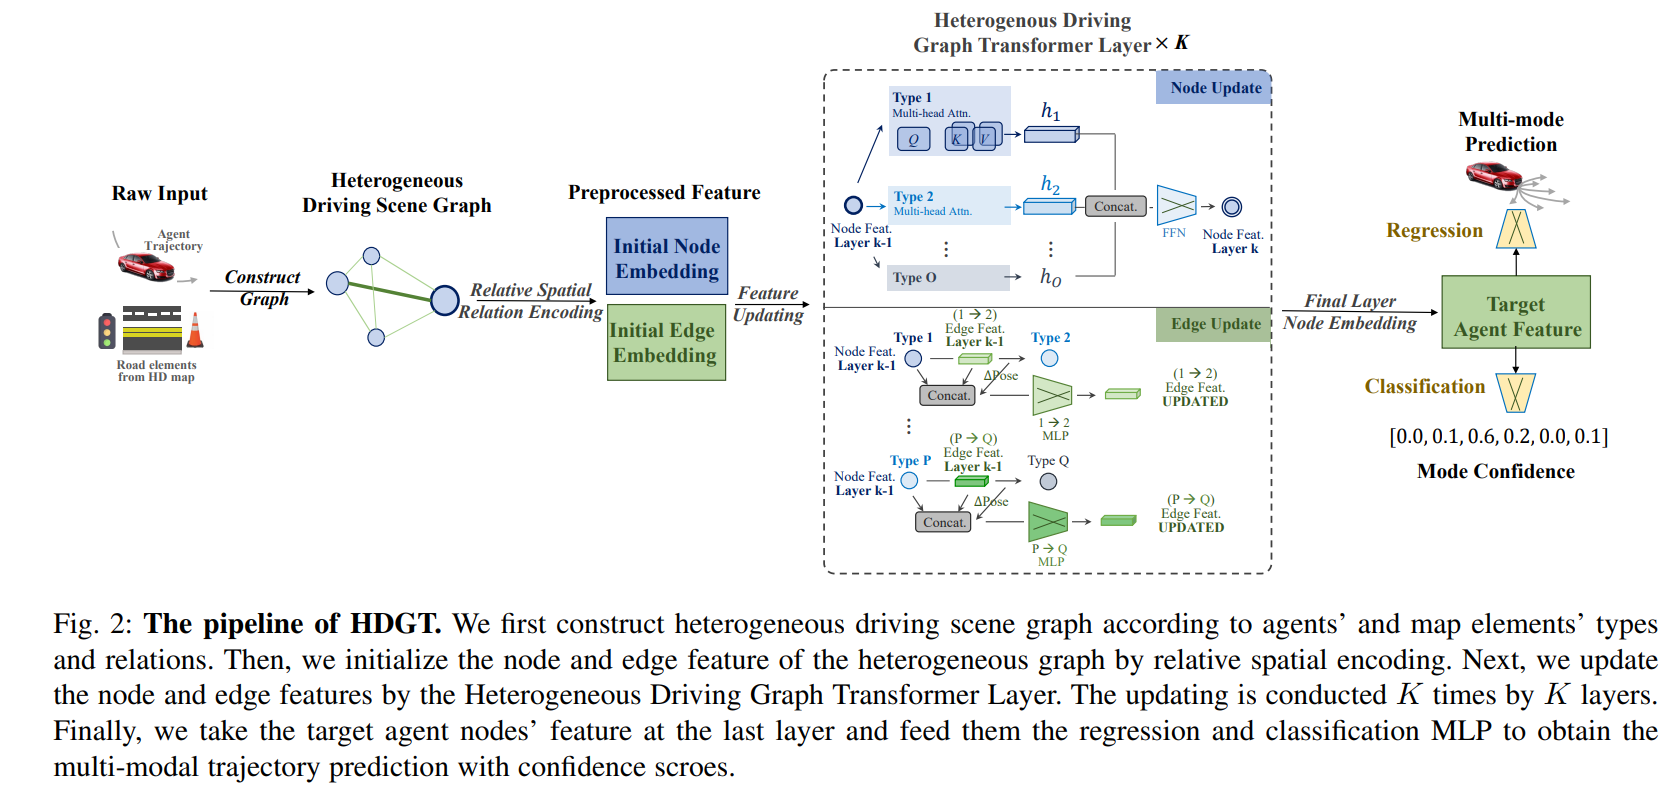 Heterogenous Driving
Graph Transformer Layer × K
Raw Input
Agent
Trajectory
Road elements
from HD map
Construct
Graph
Heterogeneous
Driving Scene Graph
Relative Spatial
Relation Encoding
Preprocessed Feature
Initial Node
Embedding
Initial Edge
Embedding
Feature
Updating
Node Update
Type 1
Multi-head Attn.
Q
K
V
h1
Type 2
Multi-head Attn.
h2
Node Feat.
Layer k-1
⋮
⋮
Type O
hO
Concat.
FFN
Node Feat.
Layer k
Edge Update
(1 → 2)
Edge Feat.
Layer k-1
Type 1
Type 2
Node Feat.
Layer k-1
ΔPose
Concat.
1 → 2
MLP
(1 → 2)
Edge Feat.
UPDATED
⋮
(P → Q)
Edge Feat.
Layer k-1
Type P
Type Q
Node Feat.
Layer k-1
ΔPose
Concat.
P → Q
MLP
(P → Q)
Edge Feat.
UPDATED
Final Layer
Node Embedding
Multi-mode
Prediction
Regression
Target
Agent Feature
Classification
[0.0, 0.1, 0.6, 0.2, 0.0, 0.1]
Mode Confidence
Fig. 2: The pipeline of HDGT. We first construct heterogeneous driving scene graph according to agents' and map elements' types
and relations. Then, we initialize the node and edge feature of the heterogeneous graph by relative spatial encoding. Next, we update
the node and edge features by the Heterogeneous Driving Graph Transformer Layer. The updating is conducted K times by K layers.
Finally, we take the target agent nodes' feature at the last layer and feed them the regression and classification MLP to obtain the
multi-modal trajectory prediction with confidence scroes.